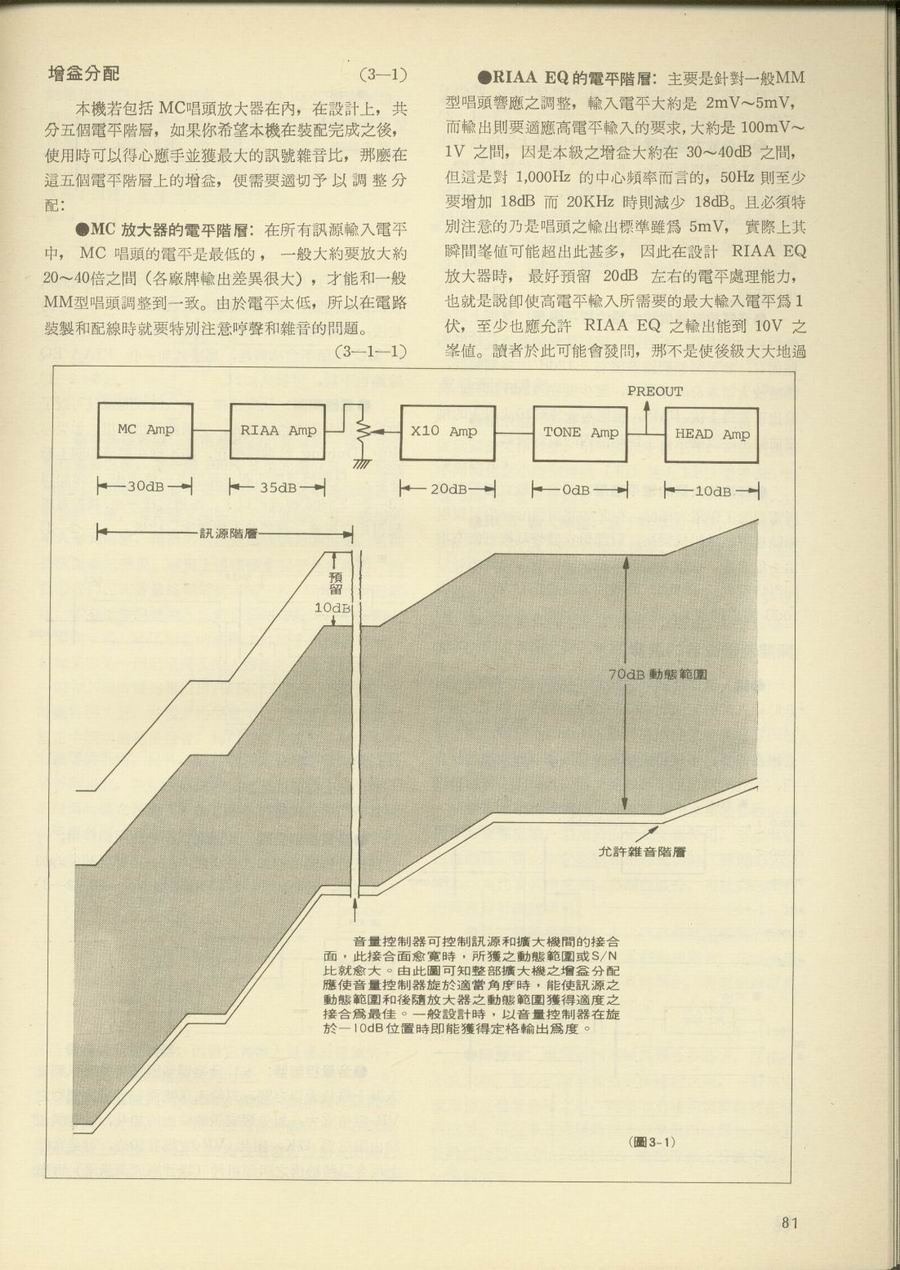 增益分配 (3—1)
本機若包括 MC唱頭放大器在內，在設計上，共
分五個電平階層，如果你希望本機在裝配完成之後，
使用時可以得心應手並獲最大的訊號雜音比，那麼在
這五個電平階層上的增益，便需要適切予以調整分
配：
●MC 放大器的電平階層：在所有訊源輸入電平
中， MC 唱頭的電平是最低的， 一般大約要放大約
20～40倍之間（各廠牌輸出差異很大），才能和一般
MM型唱頭調整到一致。由於電平太低，所以在電路
裝製和配線時就要特別注意哼聲和雜音的問題。
(3—1—1)
●RIAA EQ的電平階層：主要是針對一般MM
型唱頭響應之調整，輸入電平大約是 2mV～5mV，
而輸出則要適應高電平輸入的要求，大約是 100mV～
1V 之間，因是本級之增益大約在 30～40dB 之間，
但這是對 1,000Hz 的中心頻率而言的，50Hz 則至少
要增加 18dB 而 20KHz 時則減少 18dB。且必須特
別注意的乃是唱頭之輸出標準雖爲 5mV， 實際上其
瞬間峯値可能超出此甚多， 因此在設計 RIAA EQ
放大器時， 最好預留 20dB 左右的電平處理能力，
也就是說卽使高電平輸入所需要的最大輸入電平爲 1
伏，至少也應允許 RIAA EQ 之輸出能到 10V 之
峯値。讀者於此可能會發問，那不是使後級大大地過
PREOUT
MC Amp
RIAA Amp
X10 Amp
TONE Amp
HEAD Amp
30dB
35dB
20dB
0dB
10dB
訊源階層
預留
10dB
70dB 動態範圍
允許雜音階層
音量控制器可控制訊源和擴大機間的接合
面，此接合面愈寬時，所獲之動態範圍或S/N
比就愈大。由此圖可知整部擴大機之增益分配
應使音量控制器旋於適當角度時，能使訊源之
動態範圍和後隨放大器之動態範圍獲得適度之
接合爲最佳。一般設計時，以音量控制器在旋
於－10dB位置時即能獲得定格輸出爲度。
(圖3-1)
81